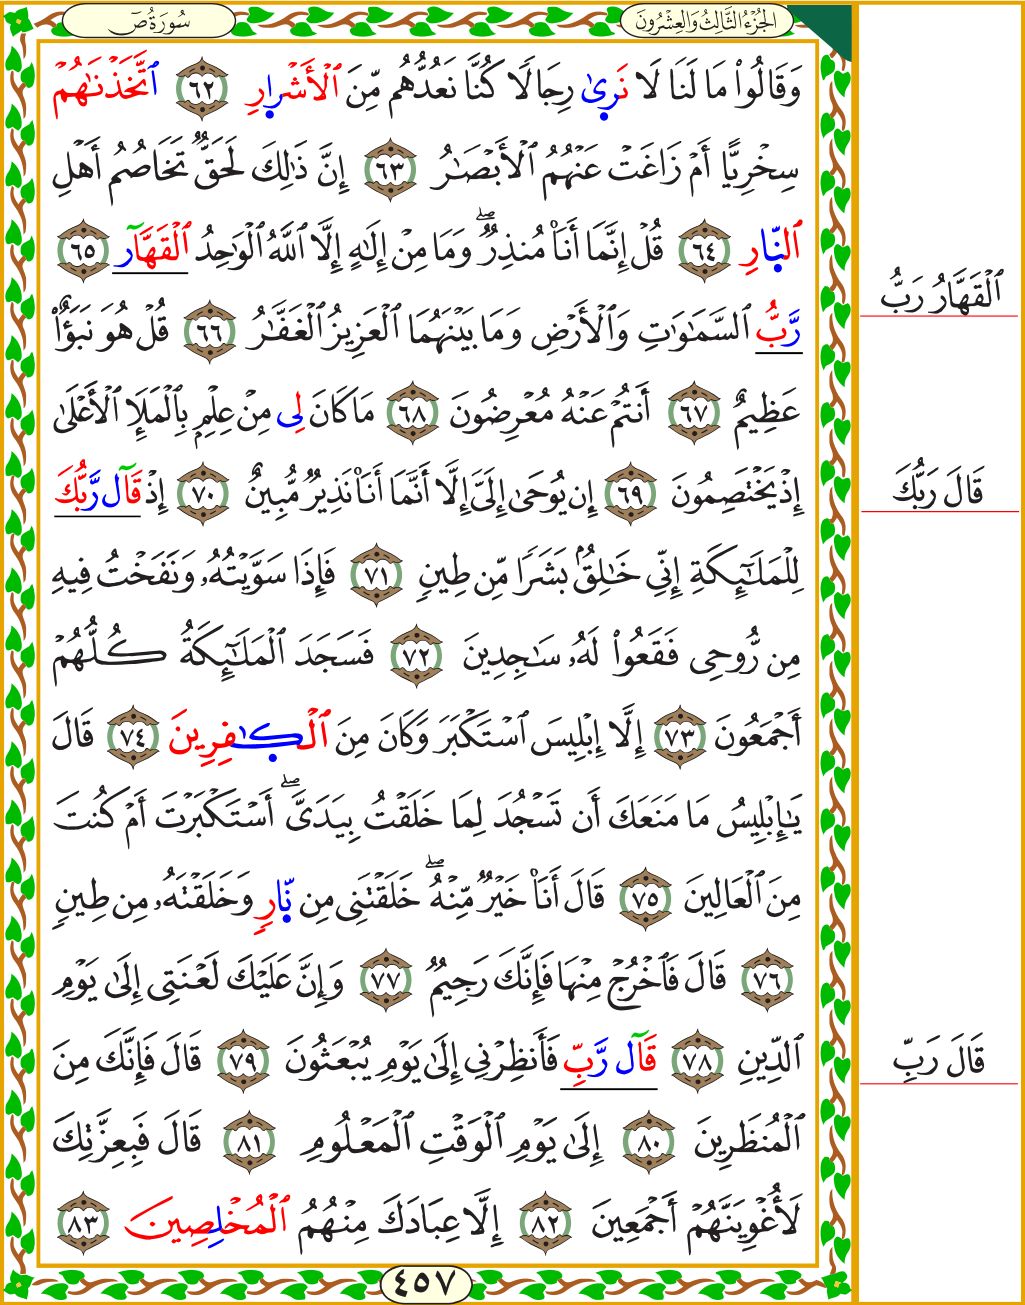 الجُزْءُ الثَّالِثُ وَالعِشْرُونَ
سُورَةُ صٓ
وَقَالُواْ مَا لَنَا لَا نَرَىٰ رِجَالٗا كُنَّا نَعُدُّهُم مِّنَ ٱلۡأَشۡرَارِ ٦٢ ٱتَّخَذۡنَٰهُمۡ
سِخۡرِيًّا أَمۡ زَاغَتۡ عَنۡهُمُ ٱلۡأَبۡصَٰرُ ٦٣ إِنَّ ذَٰلِكَ لَحَقّٞ تَخَاصُمُ أَهۡلِ
ٱلنَّارِ ٦٤ قُلۡ إِنَّمَا أَنَا۠ مُنذِرٞۖ وَمَا مِنۡ إِلَٰهٍ إِلَّا ٱللَّهُ ٱلۡوَٰحِدُ ٱلۡقَهَّآر ٦٥
رَّبُّ ٱلسَّمَٰوَٰتِ وَٱلۡأَرۡضِ وَمَا بَيۡنَهُمَا ٱلۡعَزِيزُ ٱلۡغَفَّٰرُ ٦٦ قُلۡ هُوَ نَبَؤٌاْ
عَظِيمٌ ٦٧ أَنتُمۡ عَنۡهُ مُعۡرِضُونَ ٦٨ مَا كَانَ لِي مِنۡ عِلۡمِۭ بِٱلۡمَلَإِ ٱلۡأَعۡلَىٰ
إِذۡ يَخۡتَصِمُونَ ٦٩ إِن يُوحَىٰ إِلَيَّ إِلَّا أَنَّمَا أَنَا۠ نَذِيرٞ مُّبِينٌ ٧٠ إِذۡ قَآل رَّبُّكَ
لِلۡمَلَٰٓئِكَةِ إِنِّي خَٰلِقُۢ بَشَرٗا مِّن طِينٖ ٧١ فَإِذَا سَوَّيۡتُهُۥ وَنَفَخۡتُ فِيهِ
مِن رُّوحِي فَقَعُواْ لَهُۥ سَٰجِدِينَ ٧٢ فَسَجَدَ ٱلۡمَلَٰٓئِكَةُ كُلُّهُمۡ
أَجۡمَعُونَ ٧٣ إِلَّا إِبۡلِيسَ ٱسۡتَكۡبَرَ وَكَانَ مِنَ ٱلۡكَٰفِرِينَ ٧٤ قَالَ
يَٰإِبۡلِيسُ مَا مَنَعَكَ أَن تَسۡجُدَ لِمَا خَلَقۡتُ بِيَدَيَّۖ أَسۡتَكۡبَرۡتَ أَمۡ كُنتَ
مِنَ ٱلۡعَالِينَ ٧٥ قَالَ أَنَا۠ خَيۡرٞ مِّنۡهُۖ خَلَقۡتَنِي مِن نَّارٖ وَخَلَقۡتَهُۥ مِن طِينٖ
٧٦ قَالَ فَٱخۡرُجۡ مِنۡهَا فَإِنَّكَ رَجِيمٞ ٧٧ وَإِنَّ عَلَيۡكَ لَعۡنَتِي إِلَىٰ يَوۡمِ
ٱلدِّينِ ٧٨ قَآل رَّبِّ فَأَنظِرۡنِي إِلَىٰ يَوۡمِ يُبۡعَثُونَ ٧٩ قَالَ فَإِنَّكَ مِنَ
ٱلۡمُنظَرِينَ ٨٠ إِلَىٰ يَوۡمِ ٱلۡوَقۡتِ ٱلۡمَعۡلُومِ ٨١ قَالَ فَبِعِزَّتِكَ
لَأُغۡوِيَنَّهُمۡ أَجۡمَعِينَ ٨٢ إِلَّا عِبَادَكَ مِنۡهُمُ ٱلۡمُخۡلِصِينَ ٨٣
٤٥٧
ٱلۡقَهَّارُ رَبُّ
قَالَ رَبُّكَ
قَالَ رَبِّ